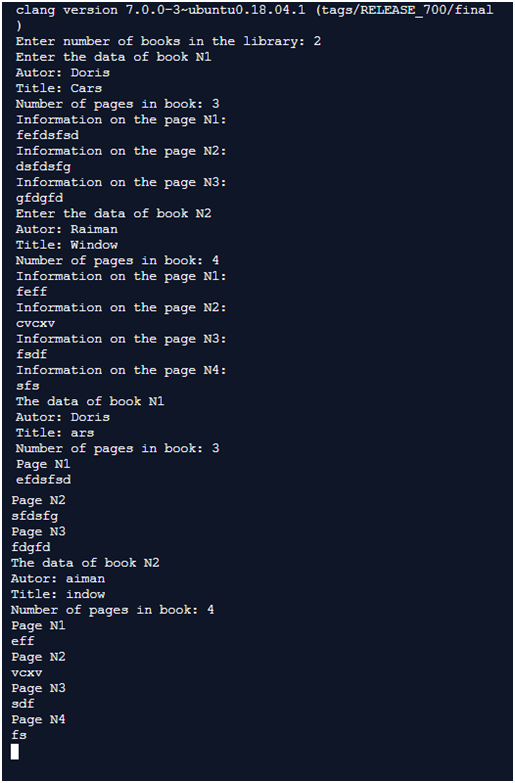 clang version 7.0.0-3~ubuntu0.18.04.1 (tags/RELEASE_700/final
)
Enter number of books in the library: 2
Enter the data of book N1
Autor: Doris
Title: Cars
Number of pages in book: 3
Information on the page N1:
fefdsfsd
Information on the page N2:
dsfdsfg
Information on the page N3:
gfdgfd
Enter the data of book N2
Autor: Raiman
Title: Window
Number of pages in book: 4
Information on the page N1:
feff
Information on the page N2:
cvcxv
Information on the page N3:
fsdf
Information on the page N4:
sfs
The data of book N1
Autor: Doris
Title: ars
Number of pages in book: 3
Page N1
efdsfsd
Page N2
sfdsfg
Page N3
fdgfd
The data of book N2
Autor: aiman
Title: indow
Number of pages in book: 4
Page N1
eff
Page N2
vcxv
Page N3
sdf
Page N4
fs